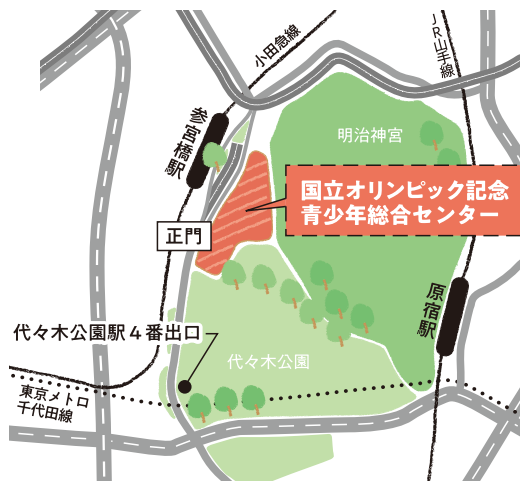 小田急線
JR山手線
参宮橋駅
明治神宮
国立オリンピック記念
青少年総合センター
正門
原宿駅
代々木公園駅4番出口
代々木公園
東京メトロ
千代田線